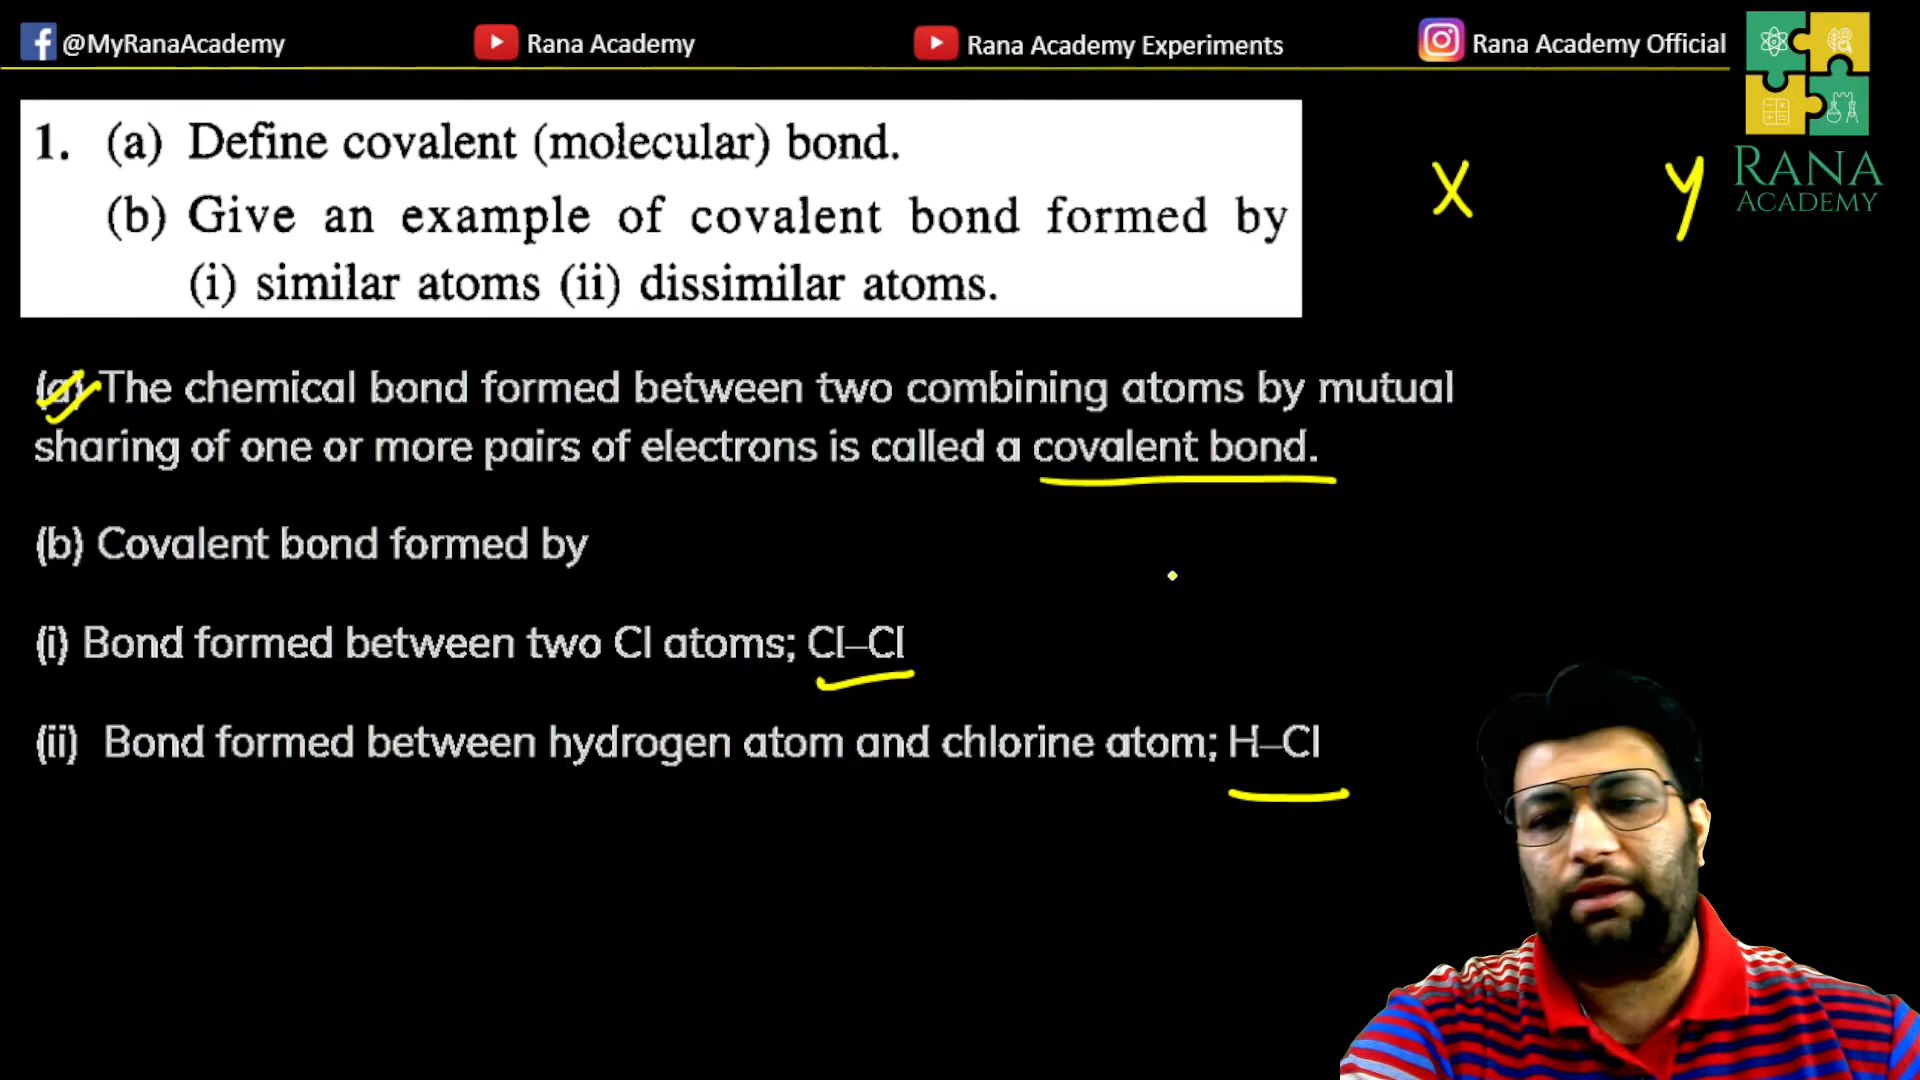 @MyRanaAcademy
Rana Academy
Rana Academy Experiments
Rana Academy Official
RANA
ACADEMY
1. (a) Define covalent (molecular) bond.
(b) Give an example of covalent bond formed by
(i) similar atoms (ii) dissimilar atoms.
x y
(a) The chemical bond formed between two combining atoms by mutual
sharing of one or more pairs of electrons is called a covalent bond.
(b) Covalent bond formed by
(i) Bond formed between two Cl atoms; Cl–Cl
(ii) Bond formed between hydrogen atom and chlorine atom; H–Cl